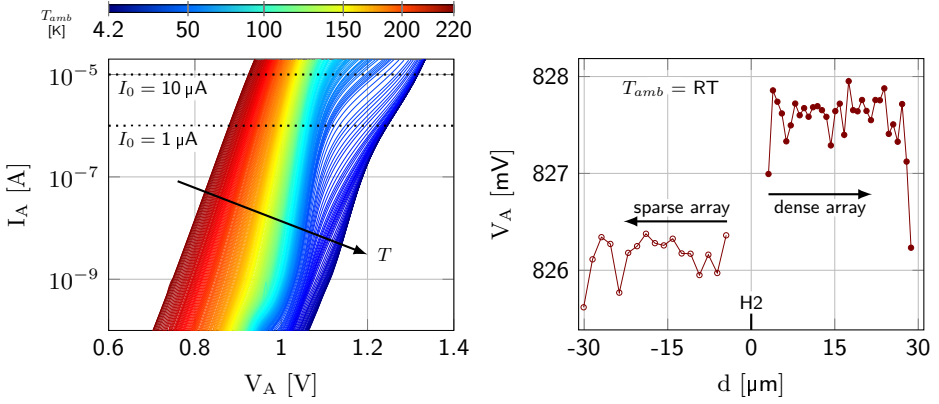 T_amb
[K]
4.2 50 100 150 200 220
10^-5
10^-7
10^-9
I_A [A]
I_0 = 10 µA
I_0 = 1 µA
T
0.6 0.8 1 1.2 1.4
V_A [V]
828
827
826
V_A [mV]
T_amb = RT
sparse array
dense array
H2
-30 -15 0 15 30
d [µm]